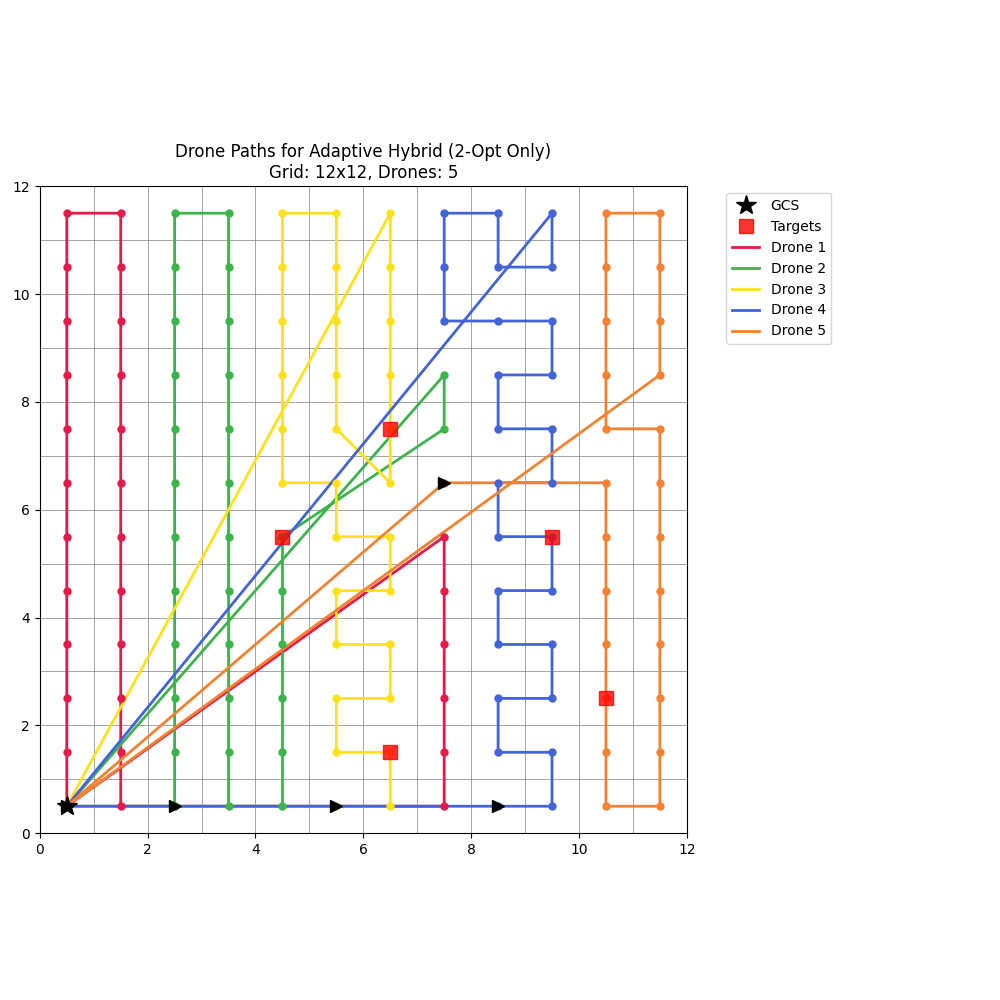 Drone Paths for Adaptive Hybrid (2-Opt Only)
Grid: 12x12, Drones: 5
12
10
8
6
4
2
0
0 2 4 6 8 10 12
GCS
Targets
Drone 1
Drone 2
Drone 3
Drone 4
Drone 5